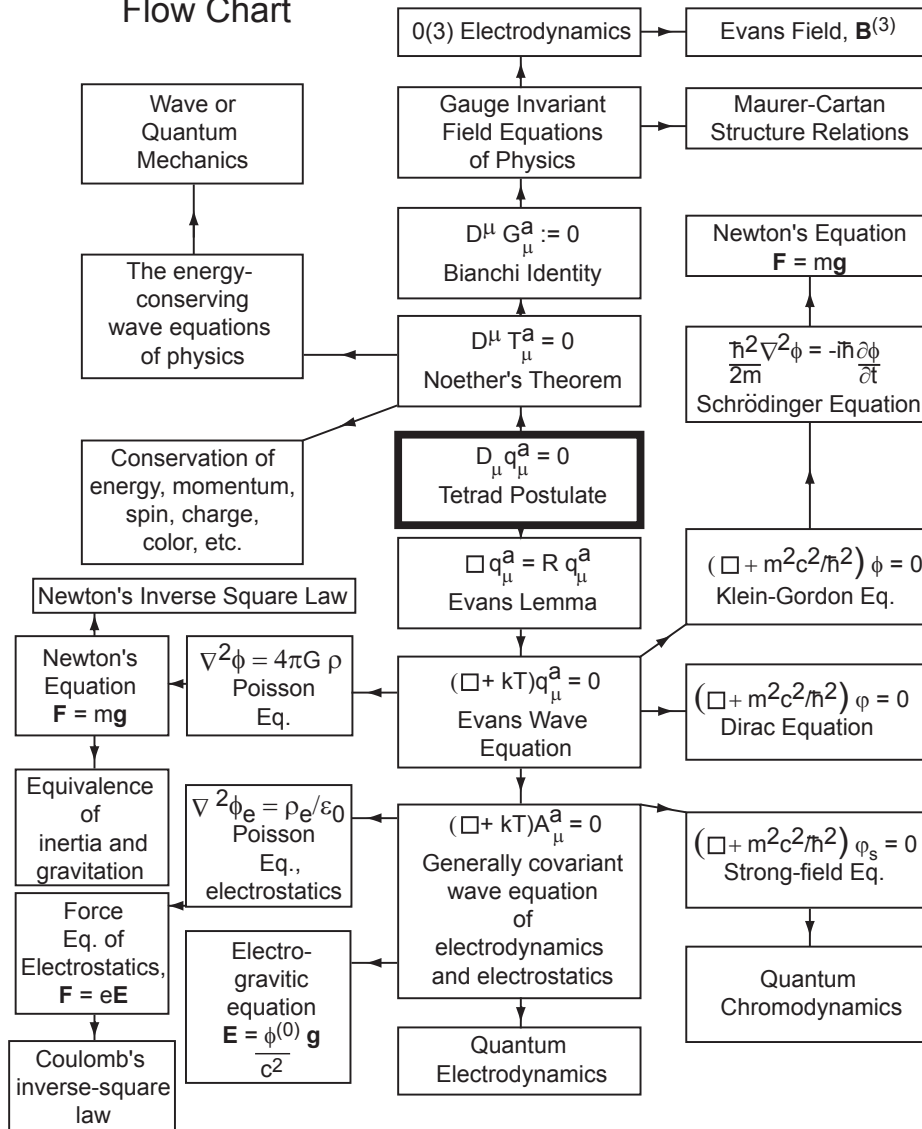 Flow Chart
0(3) Electrodynamics
Evans Field, B(3)
Wave or
Quantum
Mechanics
Gauge Invariant
Field Equations
of Physics
Maurer-Cartan
Structure Relations
The energy-
conserving
wave equations
of physics
Dμ Gaμ := 0
Bianchi Identity
Newton's Equation
F = mg
Dμ Taμ = 0
Noether's Theorem
ħ2/2m ∇2ϕ = -iħ ∂ϕ/∂t
Schrödinger Equation
Conservation of
energy, momentum,
spin, charge,
color, etc.
Dμ qaμ = 0
Tetrad Postulate
□ qaμ = R qaμ
Evans Lemma
(□ + m2c2/ħ2) ϕ = 0
Klein-Gordon Eq.
Newton's Inverse Square Law
Newton's
Equation
F = mg
∇2ϕ = 4πG ρ
Poisson
Eq.
(□+ kT)qaμ = 0
Evans Wave
Equation
(□ + m2c2/ħ2) φ = 0
Dirac Equation
Equivalence
of
inertia and
gravitation
∇ 2ϕe = ρe/ε0
Poisson
Eq.,
electrostatics
(□+ kT)Aaμ = 0
Generally covariant
wave equation
of
electrodynamics
and electrostatics
(□ + m2c2/ħ2) φs = 0
Strong-field Eq.
Force
Eq. of
Electrostatics,
F = eE
Electro-
gravitic
equation
E = ϕ(0) g
c2
Quantum
Chromodynamics
Coulomb's
inverse-square
law
Quantum
Electrodynamics